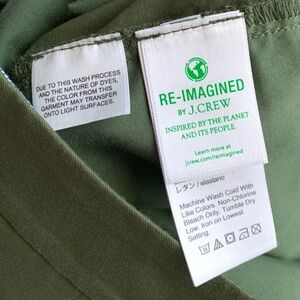 DUE TO THIS WASH PROCESS
AND THE NATURE OF DYES,
THE COLOR FROM THIS
GARMENT MAY TRANSFER
ONTO LIGHT SURFACES.
RE-IMAGINED
BY J.CREW
INSPIRED BY THE PLANET
AND ITS PEOPLE.
Learn more at
jcrew.com/reimagined
レタン / elastano
Machine Wash Cold With
Like Colors. Non-Chlorine
Bleach Only. Tumble Dry
Low. Iron on Lowest
Setting.